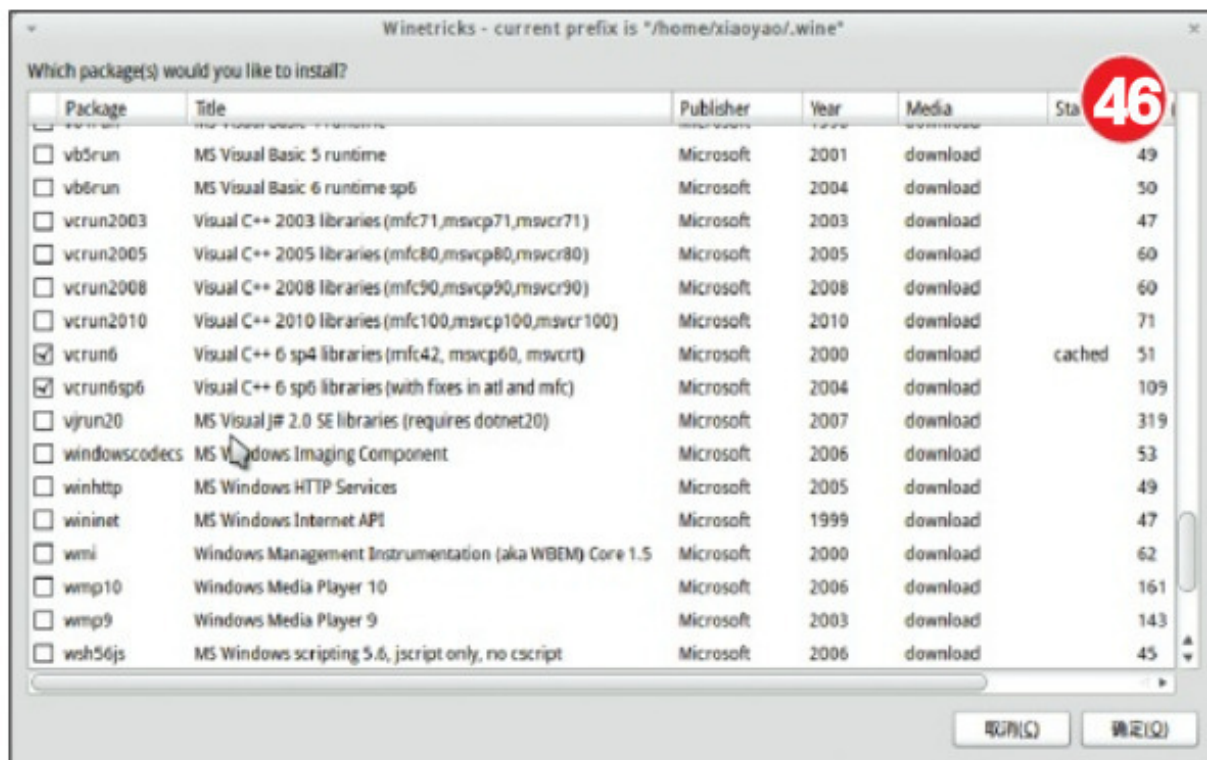 Winetricks - current prefix is "/home/xiaoyao/.wine"
Which package(s) would you like to install?
46
Package Title Publisher Year Media Sta
vb5run MS Visual Basic 5 runtime Microsoft 2001 download 49
vb6run MS Visual Basic 6 runtime sp6 Microsoft 2004 download 50
vcrun2003 Visual C++ 2003 libraries (mfc71,msvcp71,msvcr71) Microsoft 2003 download 47
vcrun2005 Visual C++ 2005 libraries (mfc80,msvcp80,msvcr80) Microsoft 2005 download 60
vcrun2008 Visual C++ 2008 libraries (mfc90,msvcp90,msvcr90) Microsoft 2008 download 60
vcrun2010 Visual C++ 2010 libraries (mfc100,msvcp100,msvcr100) Microsoft 2010 download 71
vcrun6 Visual C++ 6 sp4 libraries (mfc42, msvcp60, msvcrt) Microsoft 2000 download cached 51
vcrun6sp6 Visual C++ 6 sp6 libraries (with fixes in atl and mfc) Microsoft 2004 download 109
vjrun20 MS Visual J# 2.0 SE libraries (requires dotnet20) Microsoft 2007 download 319
windowscodecs MS Windows Imaging Component Microsoft 2006 download 53
winhttp MS Windows HTTP Services Microsoft 2005 download 49
wininet MS Windows Internet API Microsoft 1999 download 47
wmi Windows Management Instrumentation (aka WBEM) Core 1.5 Microsoft 2000 download 62
wmp10 Windows Media Player 10 Microsoft 2006 download 161
wmp9 Windows Media Player 9 Microsoft 2003 download 143
wsh56js MS Windows scripting 5.6, jscript only, no cscript Microsoft 2006 download 45
取消(C) 确定(O)